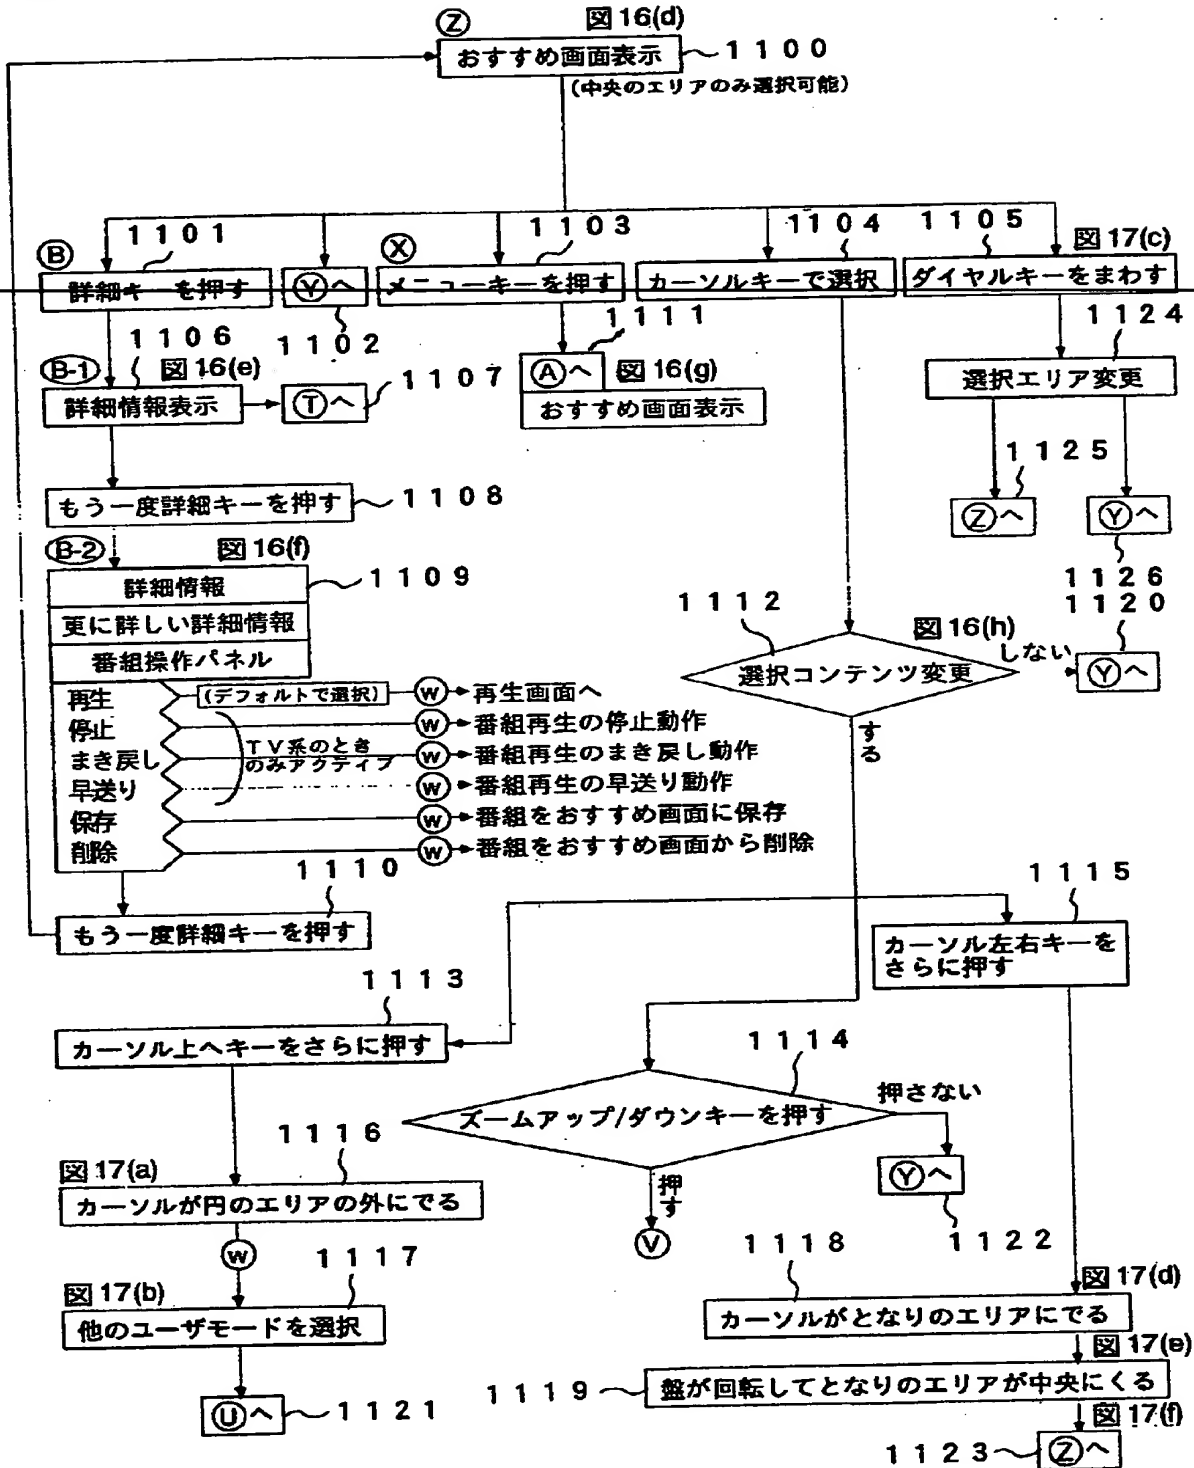 Ⓩ 図16(d)
おすすめ画面表示 1100
(中央のエリアのみ選択可能)
1101 1103 1104 1105
Ⓑ Ⓧ 図17(c)
詳細キーを押す Ⓨへ メニューキーを押す カーソルキーで選択 ダイヤルキーをまわす
1106 1102 1111 1124
B-1 図16(e) 1107 Ⓐへ 図16(g) 選択エリア変更
詳細情報表示 Ⓣへ おすすめ画面表示
1125
もう一度詳細キーを押す 1108 Ⓩへ Ⓨへ
B-2 図16(f)
詳細情報 1109 1126
更に詳しい詳細情報 1112 1120
番組操作パネル 図16(h)
選択コンテンツ変更 しない Ⓨへ
再生 (デフォルトで選択) ⓦ 再生画面へ
停止 ⓦ 番組再生の停止動作 する
まき戻し TV系のとき ⓦ 番組再生のまき戻し動作
のみアクティブ
早送り ⓦ 番組再生の早送り動作
保存 ⓦ 番組をおすすめ画面に保存
削除 ⓦ 番組をおすすめ画面から削除
1110 1115
もう一度詳細キーを押す カーソル左右キーを
さらに押す
1113
カーソル上へキーをさらに押す 1114
ズームアップ/ダウンキーを押す 押さない
1116 Ⓨへ
図17(a) 押す
カーソルが円のエリアの外にでる Ⓥ 1122
ⓦ 1117 1118
図17(b) 図17(d)
他のユーザモードを選択 カーソルがとなりのエリアにでる
図17(e)
1119 盤が回転してとなりのエリアが中央にくる
Ⓤへ 1121 図17(f)
1123 Ⓩへ